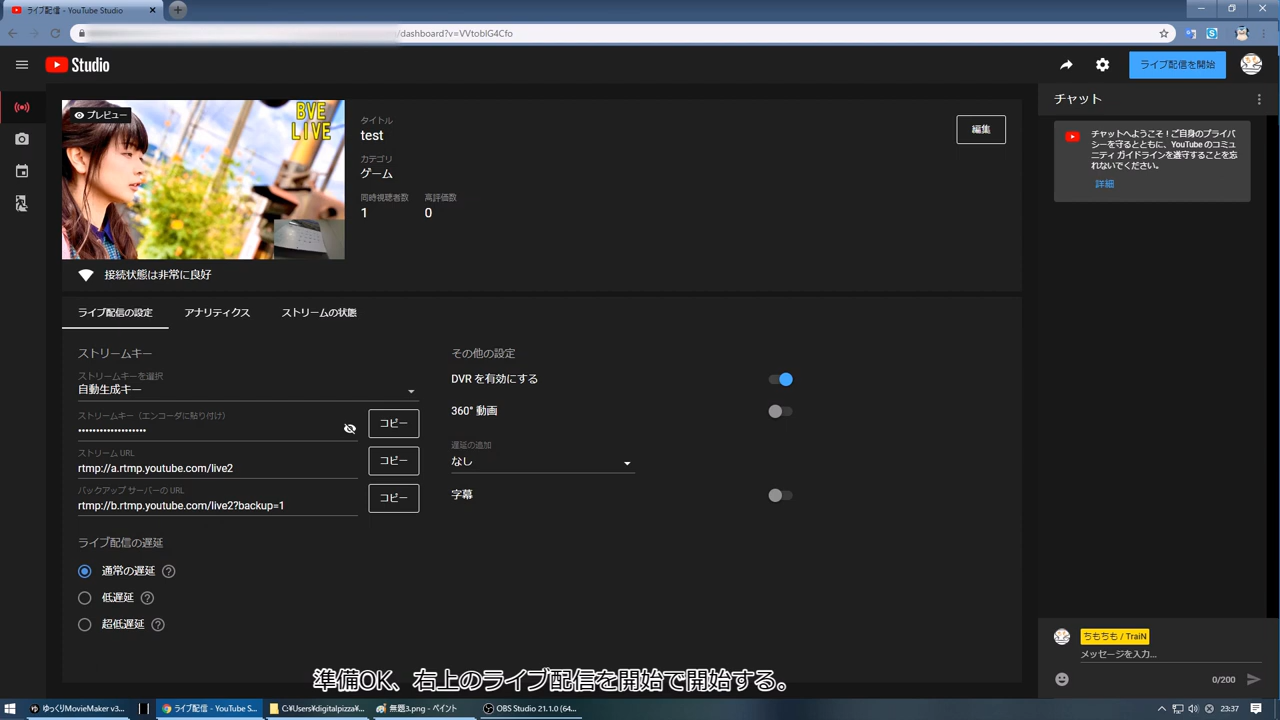 ライブ配信 - YouTube Studio
/dashboard?v=VVtoblG4Cfo
Studio
ライブ配信を開始
プレビュー
BVE
LIVE
タイトル
test
編集
カテゴリ
ゲーム
同時視聴者数 高評価数
1 0
接続状態は非常に良好
チャット
チャットへようこそ！ご自身のプライバ
シーを守るとともに、YouTube のコミュ
ニティ ガイドラインを遵守することを忘
れないでください。
詳細
ライブ配信の設定 アナリティクス ストリームの状態
ストリームキー
ストリームキーを選択
自動生成キー
ストリームキー（エンコーダに貼り付け）
••••••••••••••••••
コピー
ストリーム URL
rtmp://a.rtmp.youtube.com/live2
コピー
バックアップ サーバーの URL
rtmp://b.rtmp.youtube.com/live2?backup=1
コピー
ライブ配信の遅延
通常の遅延
低遅延
超低遅延
その他の設定
DVR を有効にする
360° 動画
遅延の追加
なし
字幕
ちもちも / TraiN
メッセージを入力...
0/200
準備OK、右上のライブ配信を開始で開始する。
ゆっくりMovieMaker v3...
ライブ配信 - YouTube S...
C:¥Users¥digitalpizza¥...
無題3.png - ペイント
OBS Studio 21.1.0 (64...
23:37